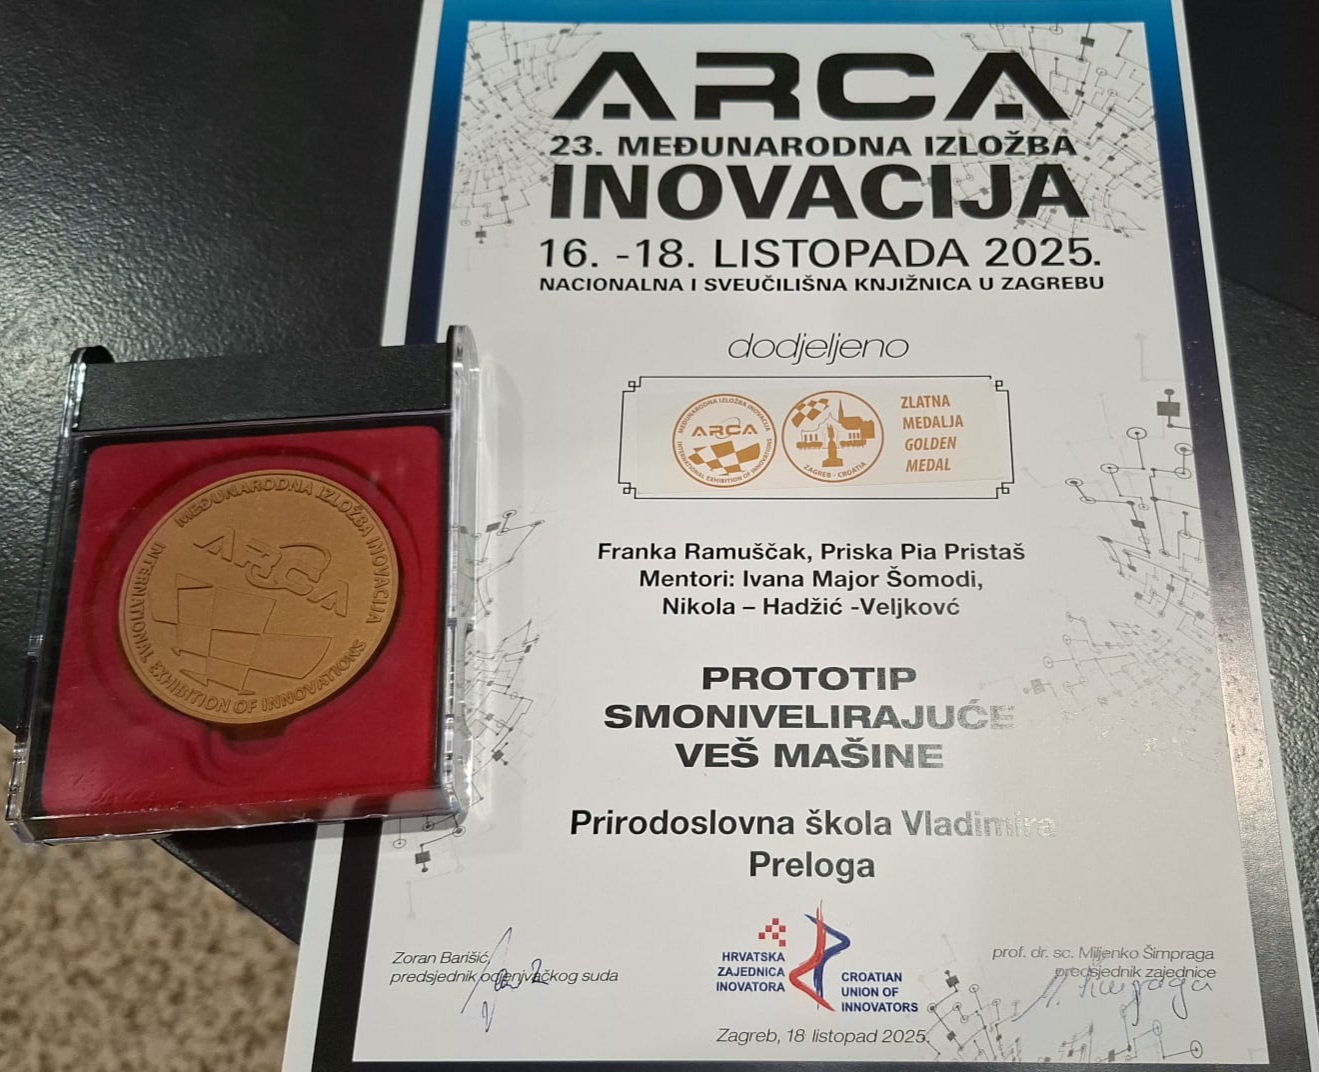 ARCA
23. MEĐUNARODNA IZLOŽBA
INOVACIJA
16. -18. LISTOPADA 2025.
NACIONALNA I SVEUČILIŠNA KNJIŽNICA U ZAGREBU
dodjeljeno
MEĐUNARODNA IZLOŽBA INOVACIJA
ARCA
INTERNATIONAL EXHIBITION OF INNOVATIONS
ZAGREB - CROATIA
ZLATNA
MEDALJA
GOLDEN
MEDAL
Franka Ramuščak, Priska Pia Pristaš
Mentori: Ivana Major Šomodi,
Nikola – Hadžić -Veljkovć
PROTOTIP
SMONIVELIRAJUĆE
VEŠ MAŠINE
Prirodoslovna škola Vladimira
Preloga
Zoran Barišić,
predsjednik ocjenjvačkog suda
HRVATSKA
ZAJEDNICA
INOVATORA
CROATIAN
UNION OF
INNOVATORS
prof. dr. sc. Miljenko Šimpraga
predsjednik zajednice
Zagreb, 18 listopad 2025.
MEĐUNARODNA IZLOŽBA INOVACIJA
ARCA
INTERNATIONAL EXHIBITION OF INNOVATIONS